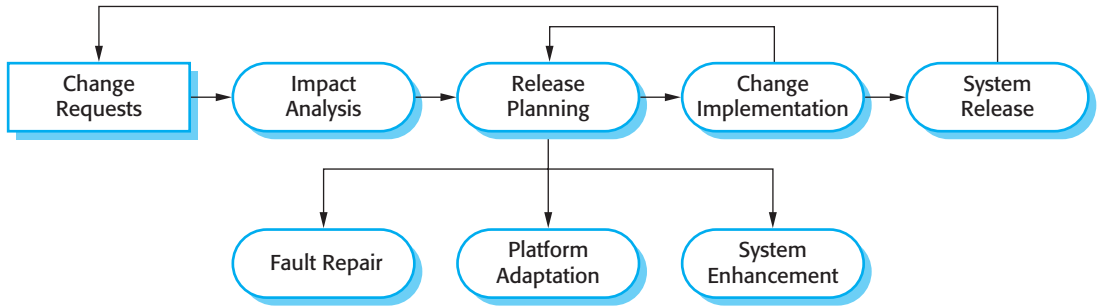 Change
Requests
Impact
Analysis
Release
Planning
Change
Implementation
System
Release
Fault Repair
Platform
Adaptation
System
Enhancement